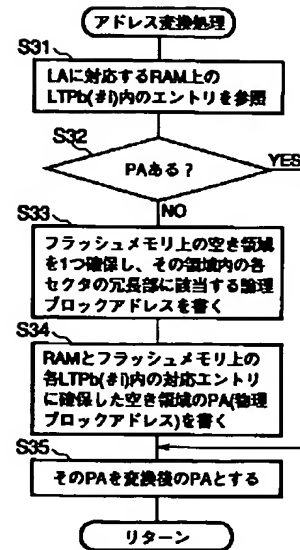 アドレス変換処理
S31
LAに対応するRAM上の
LTPb(#i)内のエントリを参照
S32
PAある?
YES
NO
S33
フラッシュメモリ上の空き領域
を1つ確保し、その領域内の各
セクタの冗長部に該当する論理
ブロックアドレスを書く
S34
RAMとフラッシュメモリ上の
各LTPb(#i)内の対応エントリ
に確保した空き領域のPA(物理
ブロックアドレス)を書く
S35
そのPAを変換後のPAとする
リターン